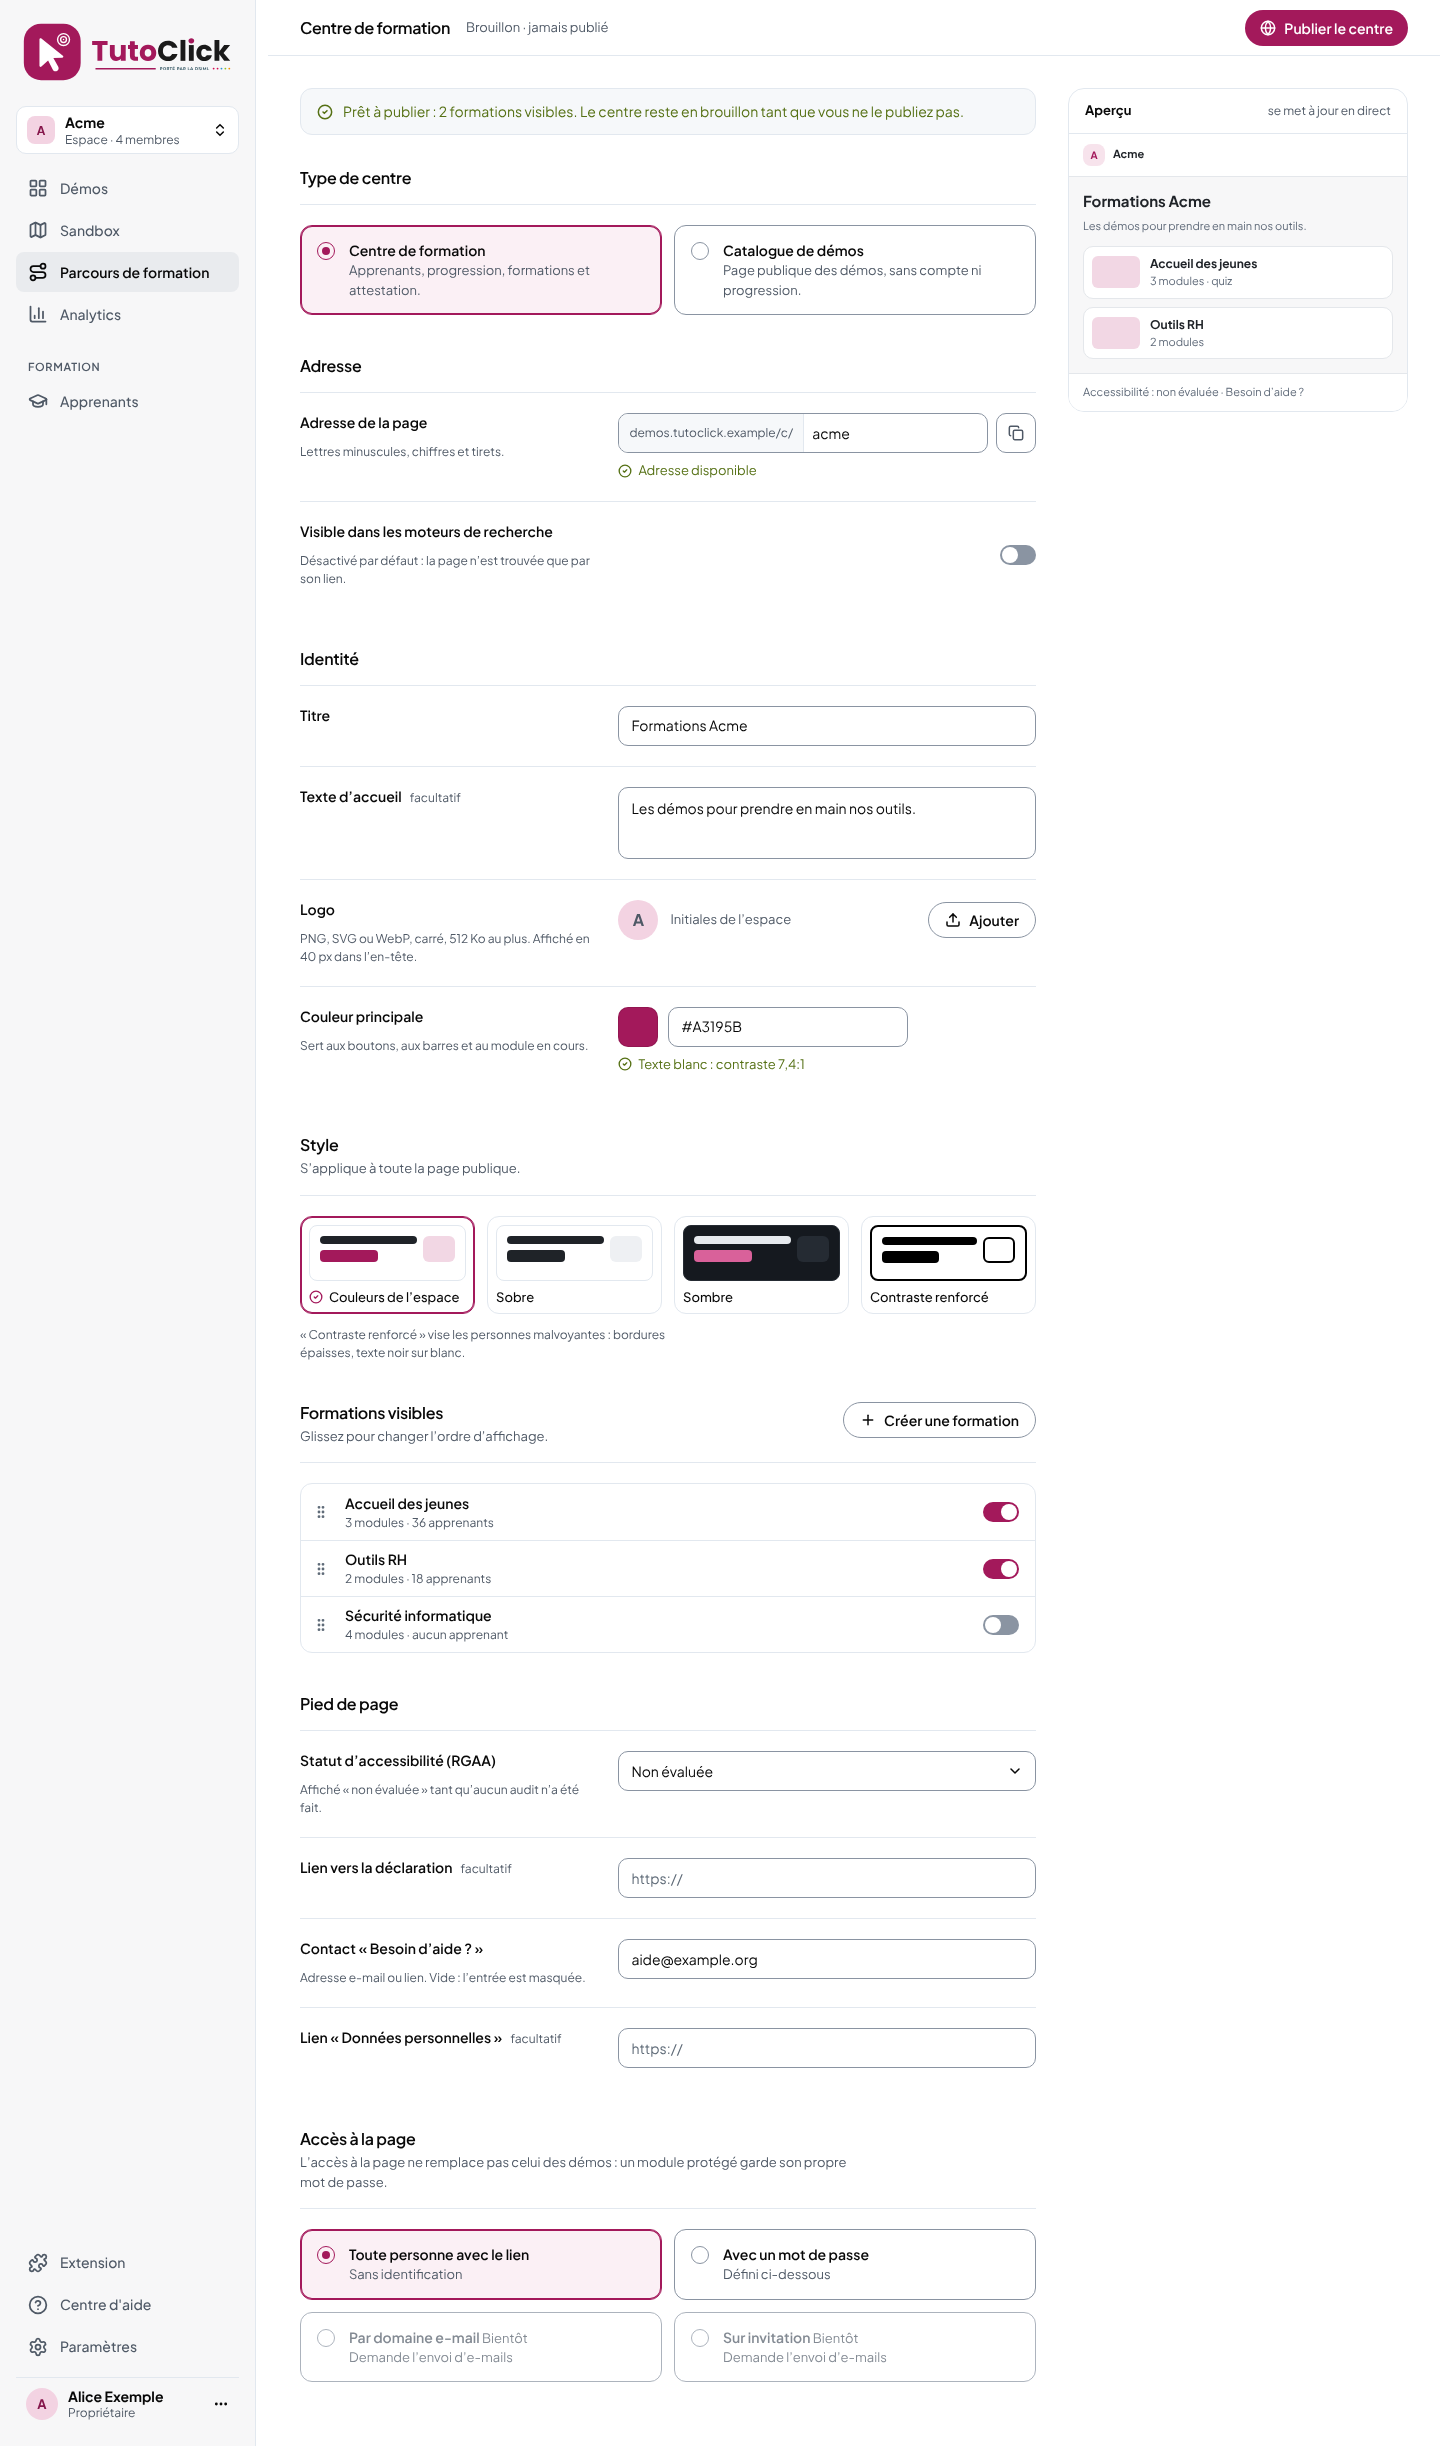 TutoClick
PORTÉ PAR LA DSIML
A
Acme
Espace · 4 membres
Démos
Sandbox
Parcours de formation
Analytics
FORMATION
Apprenants
Extension
Centre d'aide
Paramètres
A
Alice Exemple
Propriétaire
Centre de formation Brouillon · jamais publié
Publier le centre
Prêt à publier : 2 formations visibles. Le centre reste en brouillon tant que vous ne le publiez pas.
Type de centre
Centre de formation
Apprenants, progression, formations et
attestation.
Catalogue de démos
Page publique des démos, sans compte ni
progression.
Adresse
Adresse de la page
Lettres minuscules, chiffres et tirets.
demos.tutoclick.example/c/ acme
Adresse disponible
Visible dans les moteurs de recherche
Désactivé par défaut : la page n’est trouvée que par
son lien.
Identité
Titre
Formations Acme
Texte d’accueil facultatif
Les démos pour prendre en main nos outils.
Logo
PNG, SVG ou WebP, carré, 512 Ko au plus. Affiché en
40 px dans l’en-tête.
A
Initiales de l’espace
Ajouter
Couleur principale
Sert aux boutons, aux barres et au module en cours.
#A3195B
Texte blanc : contraste 7,4:1
Style
S’applique à toute la page publique.
Couleurs de l’espace
Sobre
Sombre
Contraste renforcé
« Contraste renforcé » vise les personnes malvoyantes : bordures
épaisses, texte noir sur blanc.
Formations visibles
Glissez pour changer l’ordre d’affichage.
Créer une formation
Accueil des jeunes
3 modules · 36 apprenants
Outils RH
2 modules · 18 apprenants
Sécurité informatique
4 modules · aucun apprenant
Pied de page
Statut d’accessibilité (RGAA)
Affiché « non évaluée » tant qu’aucun audit n’a été
fait.
Non évaluée
Lien vers la déclaration facultatif
https://
Contact « Besoin d’aide ? »
Adresse e-mail ou lien. Vide : l’entrée est masquée.
aide@example.org
Lien « Données personnelles » facultatif
https://
Accès à la page
L’accès à la page ne remplace pas celui des démos : un module protégé garde son propre
mot de passe.
Toute personne avec le lien
Sans identification
Avec un mot de passe
Défini ci-dessous
Par domaine e-mail Bientôt
Demande l’envoi d’e-mails
Sur invitation Bientôt
Demande l’envoi d’e-mails
Aperçu
se met à jour en direct
A
Acme
Formations Acme
Les démos pour prendre en main nos outils.
Accueil des jeunes
3 modules · quiz
Outils RH
2 modules
Accessibilité : non évaluée · Besoin d’aide ?